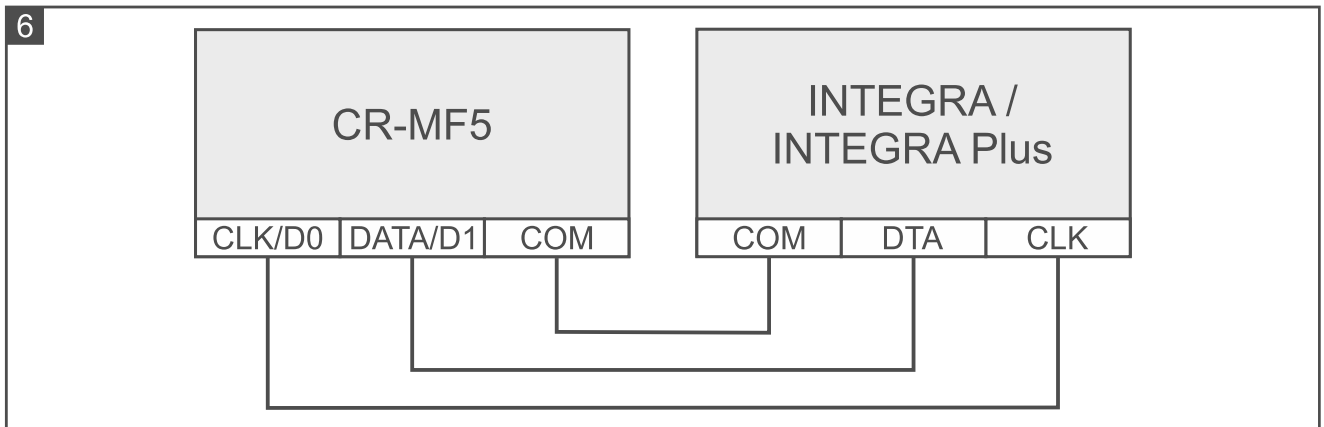 6
CR-MF5
INTEGRA /
INTEGRA Plus
CLK/D0 DATA/D1 COM
COM DTA CLK